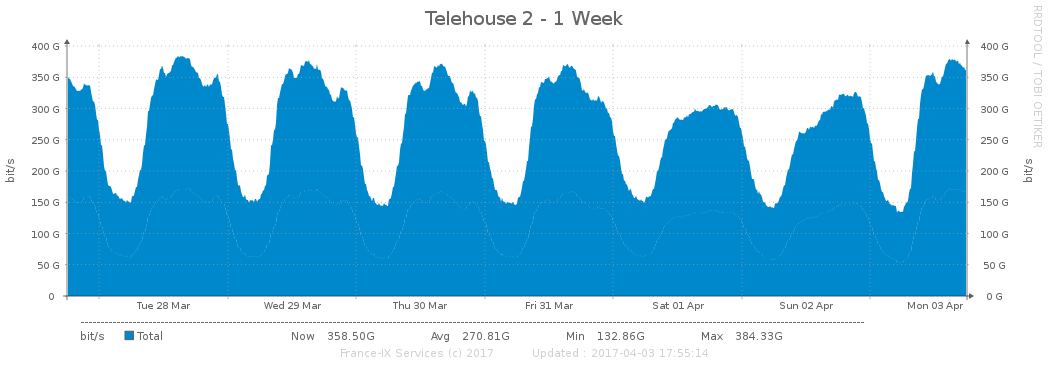 Telehouse 2 - 1 Week
RRDTOOL / TOBI OETIKER
bit/s
400 G
350 G
300 G
250 G
200 G
150 G
100 G
50 G
0
400 G
350 G
300 G
250 G
200 G
150 G
100 G
50 G
0 G
bit/s
Tue 28 Mar Wed 29 Mar Thu 30 Mar Fri 31 Mar Sat 01 Apr Sun 02 Apr Mon 03 Apr
bit/s Total Now 358.50G Avg 270.81G Min 132.86G Max 384.33G
France-IX Services (c) 2017 Updated : 2017-04-03 17:55:14